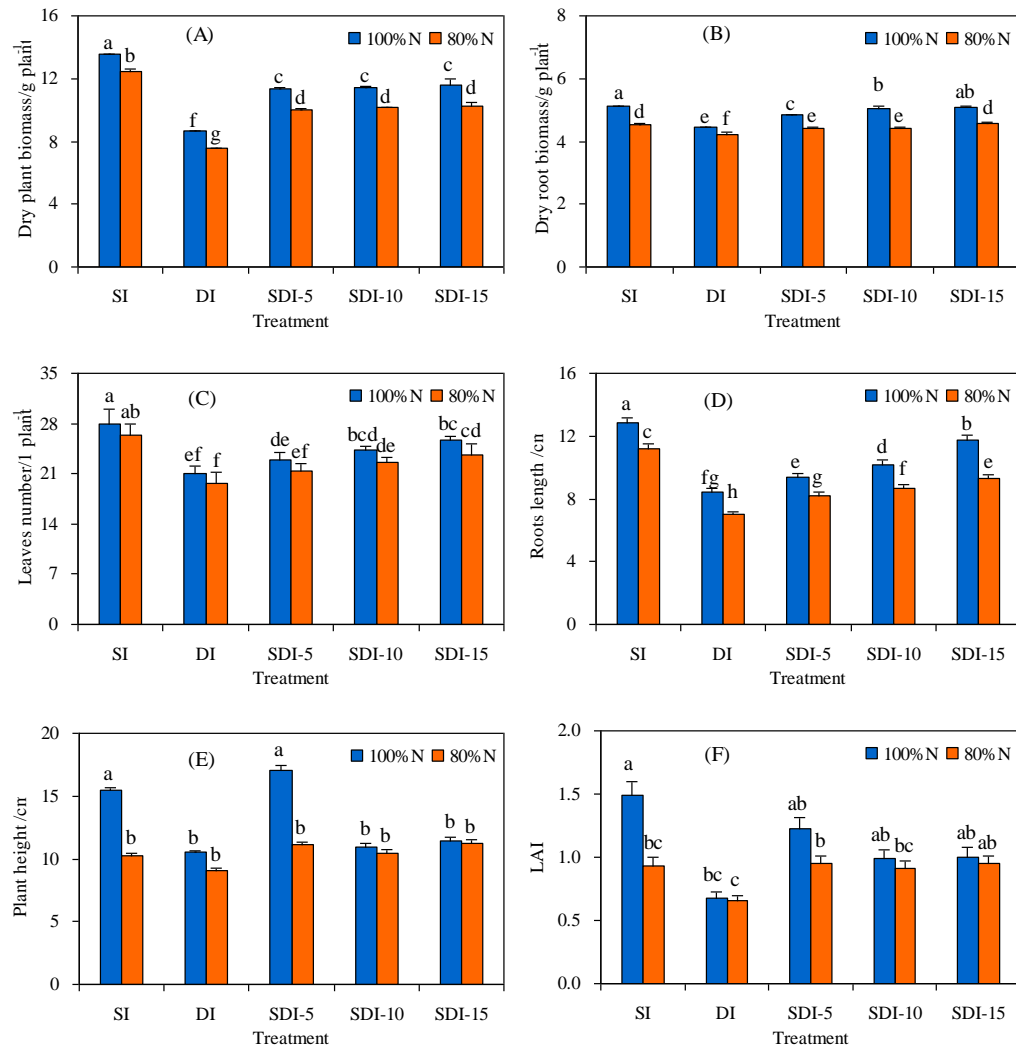 Dry plant biomass/g plant-1
16
12
8
4
0
(A)
100%N 80%N
a b f g c d c d c d
SI DI SDI-5 SDI-10 SDI-15
Treatment
Dry root biomass/g plant-1
8
6
4
2
0
(B)
100%N 80%N
a d e f c e b e ab d
SI DI SDI-5 SDI-10 SDI-15
Treatment
Leaves number/1 plant-1
35
28
21
14
7
0
(C)
100%N 80%N
a ab ef f de ef bcd de bc cd
SI DI SDI-5 SDI-10 SDI-15
Treatment
Roots length /cm
16
12
8
4
0
(D)
100%N 80%N
a c fg h e g d f b e
SI DI SDI-5 SDI-10 SDI-15
Treatment
Plant height /cm
20
15
10
5
0
(E)
100%N 80%N
a b b b a b b b b b
SI DI SDI-5 SDI-10 SDI-15
Treatment
LAI
2.0
1.5
1.0
0.5
0.0
(F)
100%N 80%N
a bc bc c ab b ab bc ab ab
SI DI SDI-5 SDI-10 SDI-15
Treatment